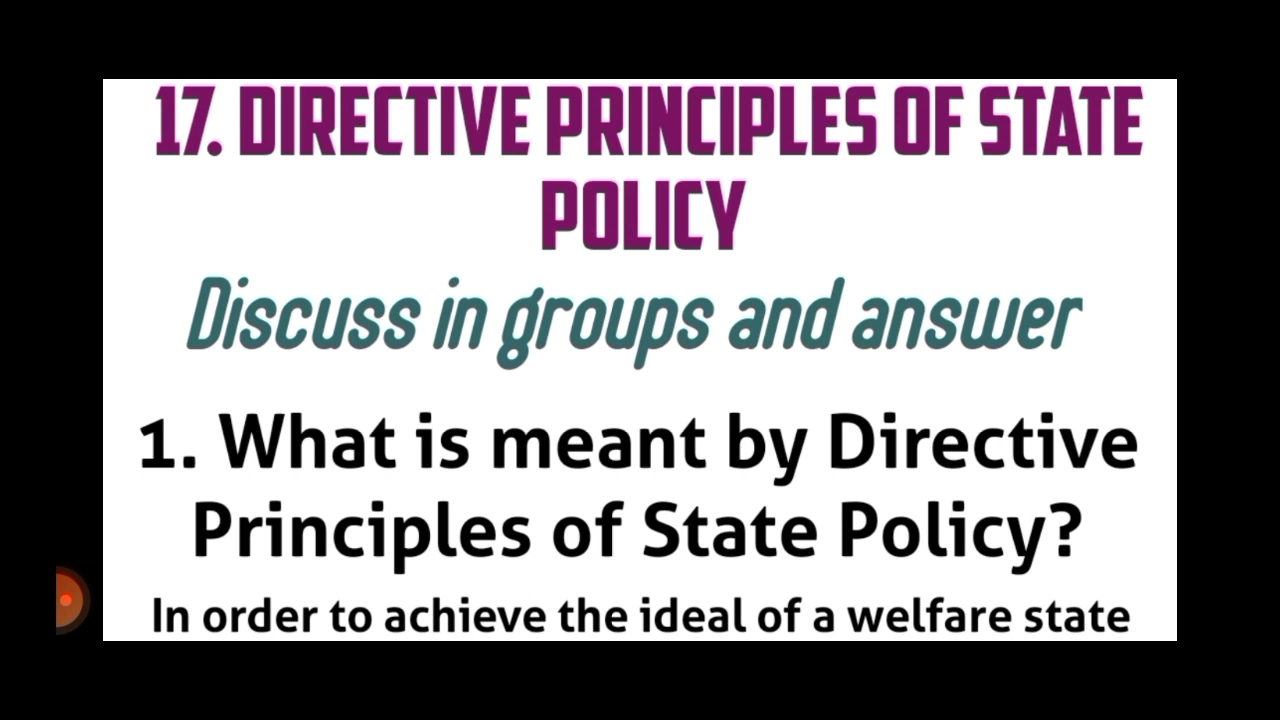 17. DIRECTIVE PRINCIPLES OF STATE
POLICY
Discuss in groups and answer
1. What is meant by Directive
Principles of State Policy?
In order to achieve the ideal of a welfare state